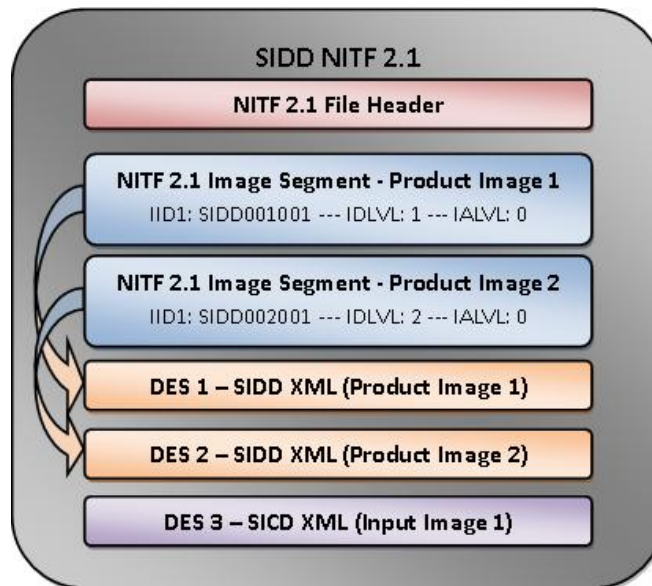 SIDD NITF 2.1
NITF 2.1 File Header
NITF 2.1 Image Segment - Product Image 1
IID1: SIDD001001 --- IDLVL: 1 --- IALVL: 0
NITF 2.1 Image Segment - Product Image 2
IID1: SIDD002001 --- IDLVL: 2 --- IALVL: 0
DES 1 – SIDD XML (Product Image 1)
DES 2 – SIDD XML (Product Image 2)
DES 3 – SICD XML (Input Image 1)